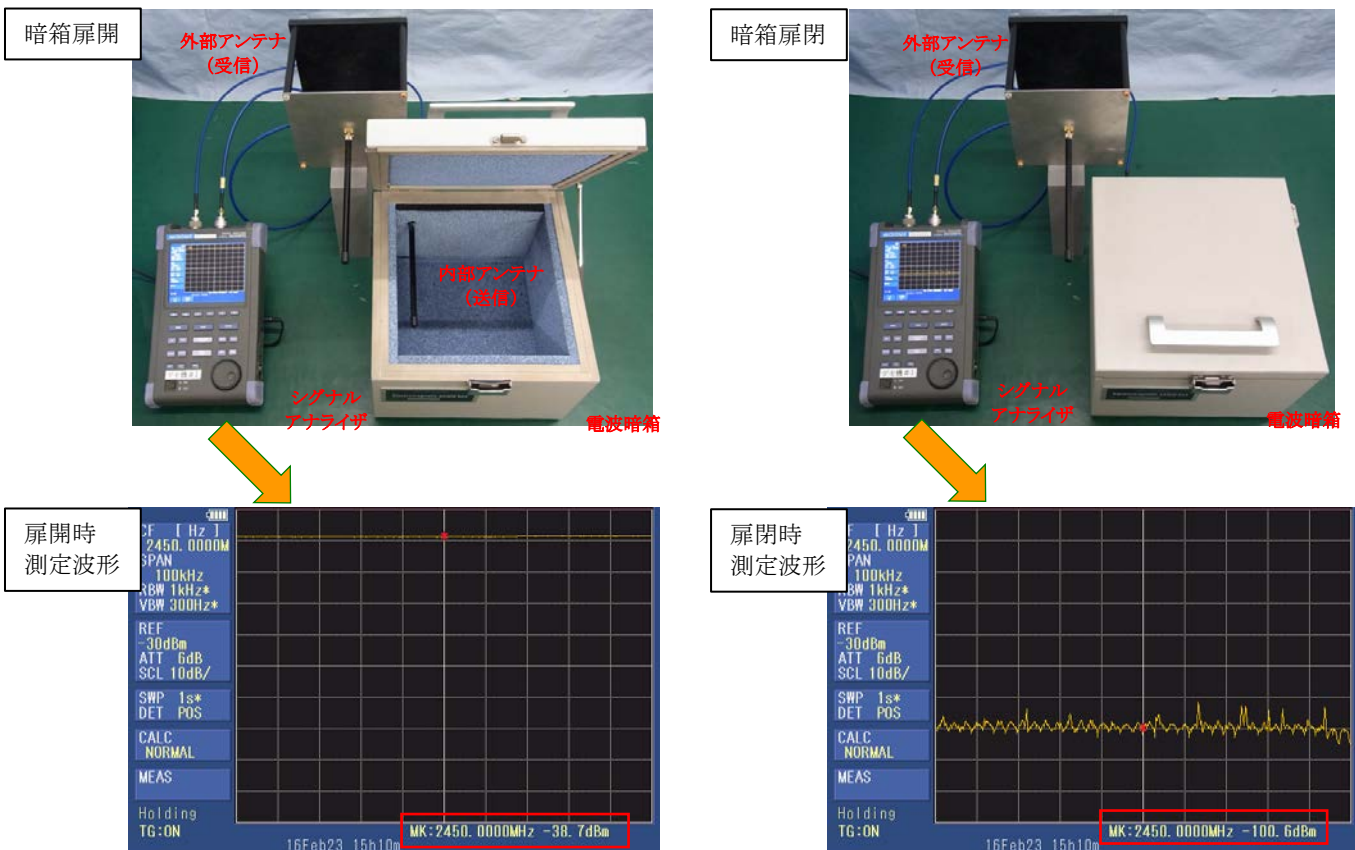 暗箱扉開
外部アンテナ
（受信）
内部アンテナ
（送信）
シグナル
アナライザ
電波暗箱
暗箱扉閉
外部アンテナ
（受信）
シグナル
アナライザ
電波暗箱
扉開時
測定波形
CF [ Hz ]
2450.0000M
SPAN
100kHz
RBW 1kHz*
VBW 300Hz*
REF
-30dBm
ATT 6dB
SCL 10dB/
SWP 1s*
DET POS
CALC
NORMAL
MEAS
Holding
TG:ON
MK:2450.0000MHz -38.7dBm
16Feb23 15h10m
扉閉時
測定波形
F [ Hz ]
2450.0000M
SPAN
100kHz
RBW 1kHz*
VBW 300Hz*
REF
-30dBm
ATT 6dB
SCL 10dB/
SWP 1s*
DET POS
CALC
NORMAL
MEAS
Holding
TG:ON
MK:2450.0000MHz -100.6dBm
16Feb23 15h10m